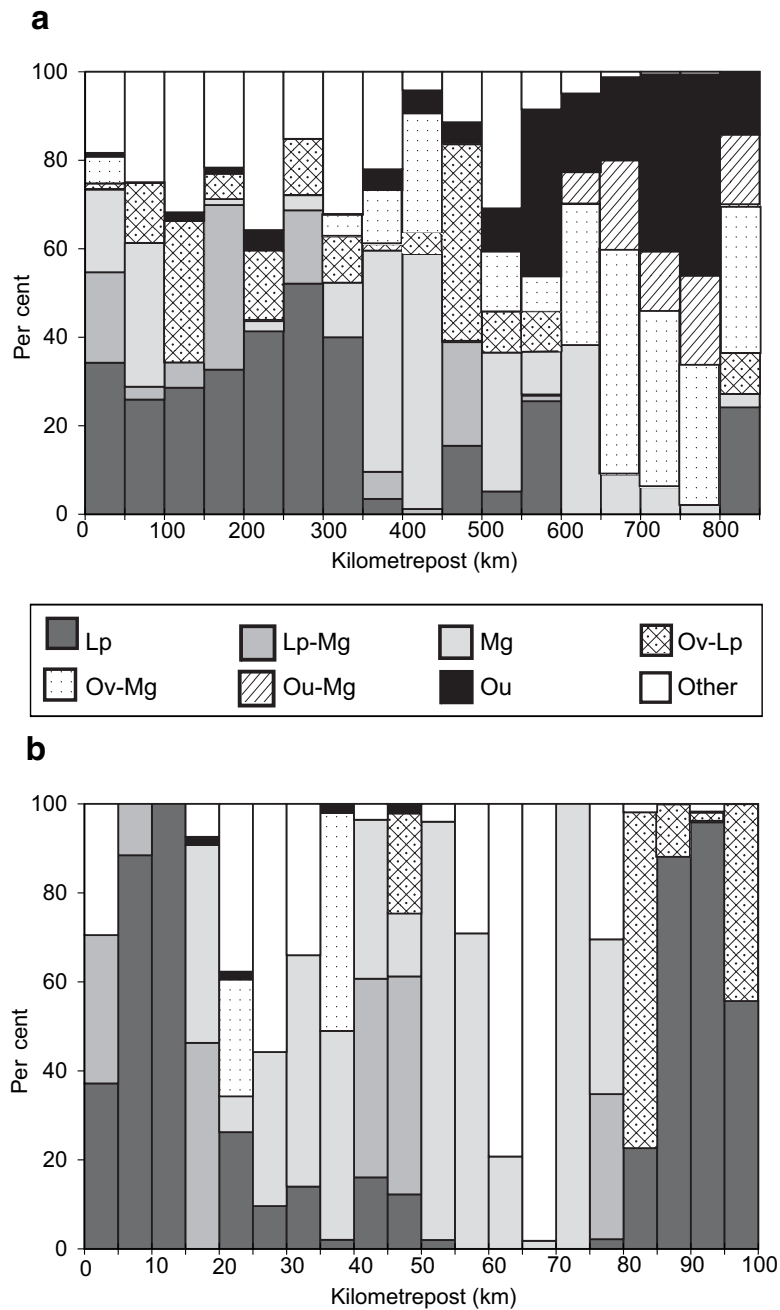 a
100
80
60
40
20
0
Per cent
0 100 200 300 400 500 600 700 800
Kilometrepost (km)
Lp Lp-Mg Mg Ov-Lp
Ov-Mg Ou-Mg Ou Other
b
100
80
60
40
20
0
Per cent
0 10 20 30 40 50 60 70 80 90 100
Kilometrepost (km)